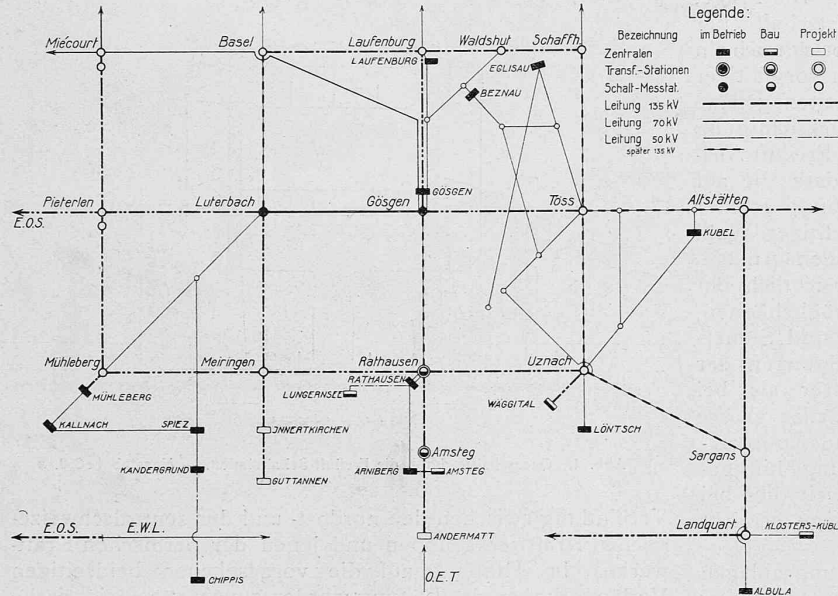 Legende:
Bezeichnung im Betrieb Bau Projekt
Zentralen
Transf.-Stationen
Schalt-Messtat.
Leitung 135 kV
Leitung 70 kV
Leitung 50 kV
später 135 kV
Miécourt Basel Laufenburg Waldshut Schaffh.
LAUFENBURG EGLISAU
BEZNAU
GÖSGEN
Pieterlen Luterbach Gösgen Töss Altstätten
E.O.S.
KUBEL
Mühleberg Meiringen Rathausen Uznach
RATHAUSEN
MÜHLEBERG LUNGERNSEE WÄGGITAL
KALLNACH SPIEZ INNERTKIRCHEN LÖNTSCH
Amsteg Sargans
KANDERGRUND GUTTANNEN ARNIBERG AMSTEG
E.O.S. E.W.L. ANDERMATT Landquart KLOSTERS-KÜBL.
CHIPPIS O.E.T. ALBULA